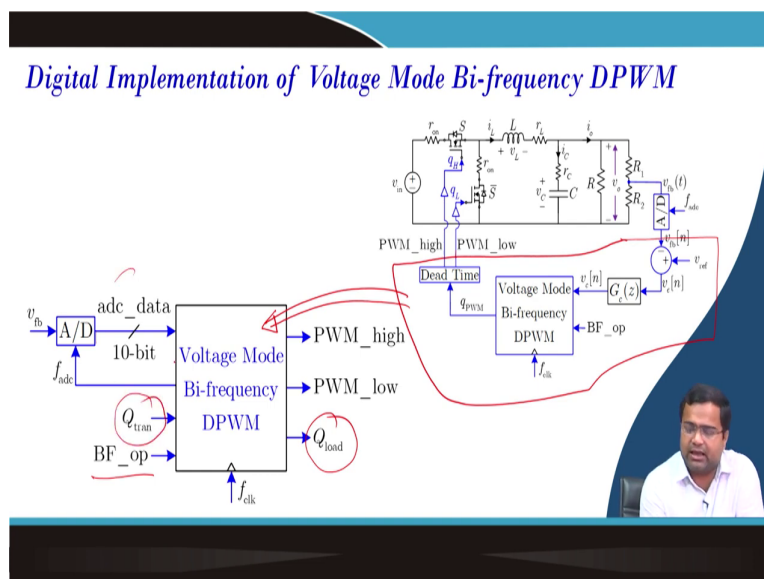 Digital Implementation of Voltage Mode Bi-frequency DPWM
r_on S i_L L r_L i_o
+ v_L −
q_H r_on i_C
r_C R_1
v_in q_L S̅ + v_C − C R + v_o − R_2 v_fb(t)
A/D f_adc
PWM_high PWM_low v_fb[n]
− + v_ref
Dead Time
q_PWM
Voltage Mode
Bi-frequency
DPWM
v_c[n] G_c(z) v_e[n]
BF_op
f_clk
v_fb A/D adc_data
10-bit
f_adc
Q_tran
BF_op
Voltage Mode
Bi-frequency
DPWM
f_clk
PWM_high
PWM_low
Q_load